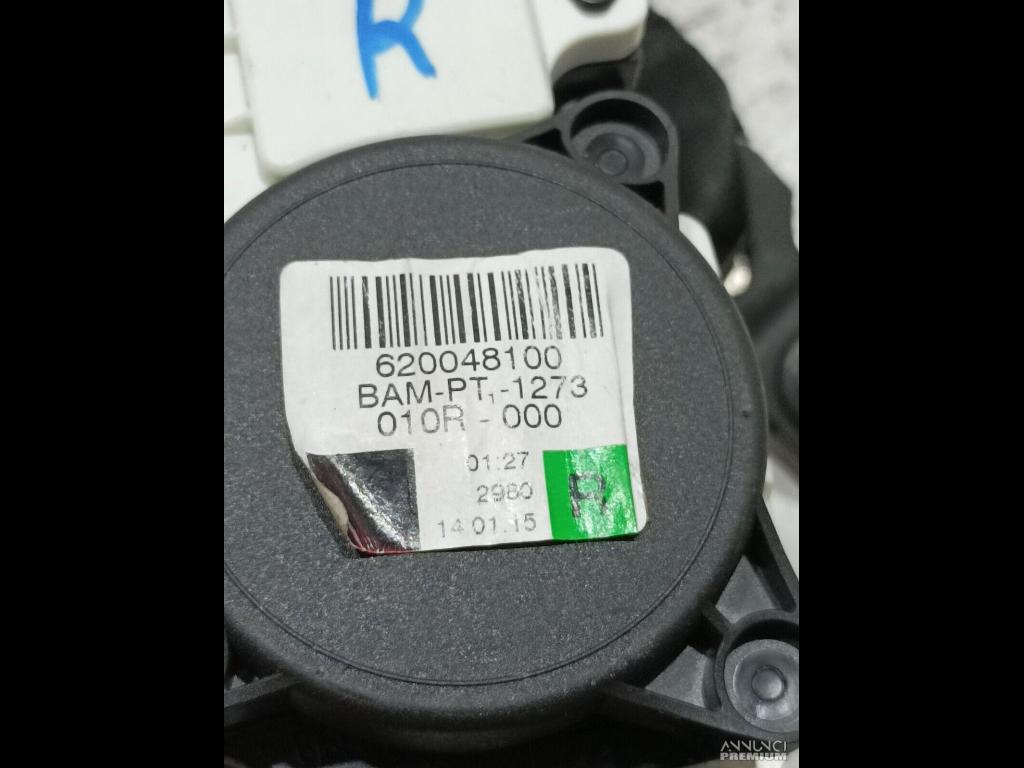 R
620048100
BAM-PT1-1273
010R - 000
01:27
2980
14.01.15
R
ANNUNCI
PREMIUM